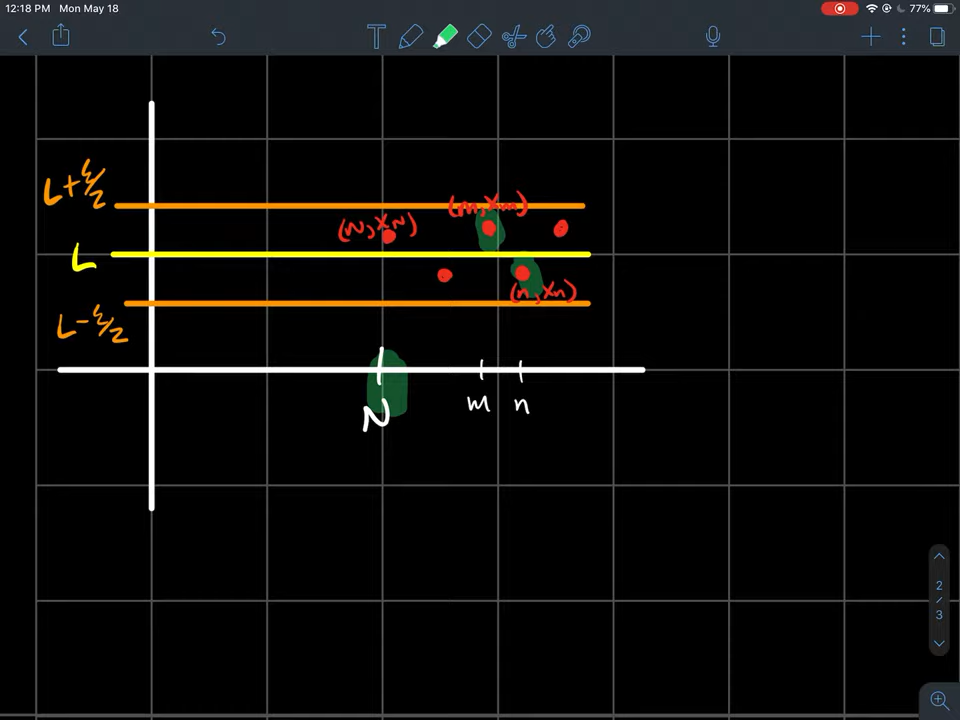 12:18 PM Mon May 18
77%
T
L+ε/2
(m, xm)
(N, xN)
L
(n, xn)
L-ε/2
N
m
n
2
/
3